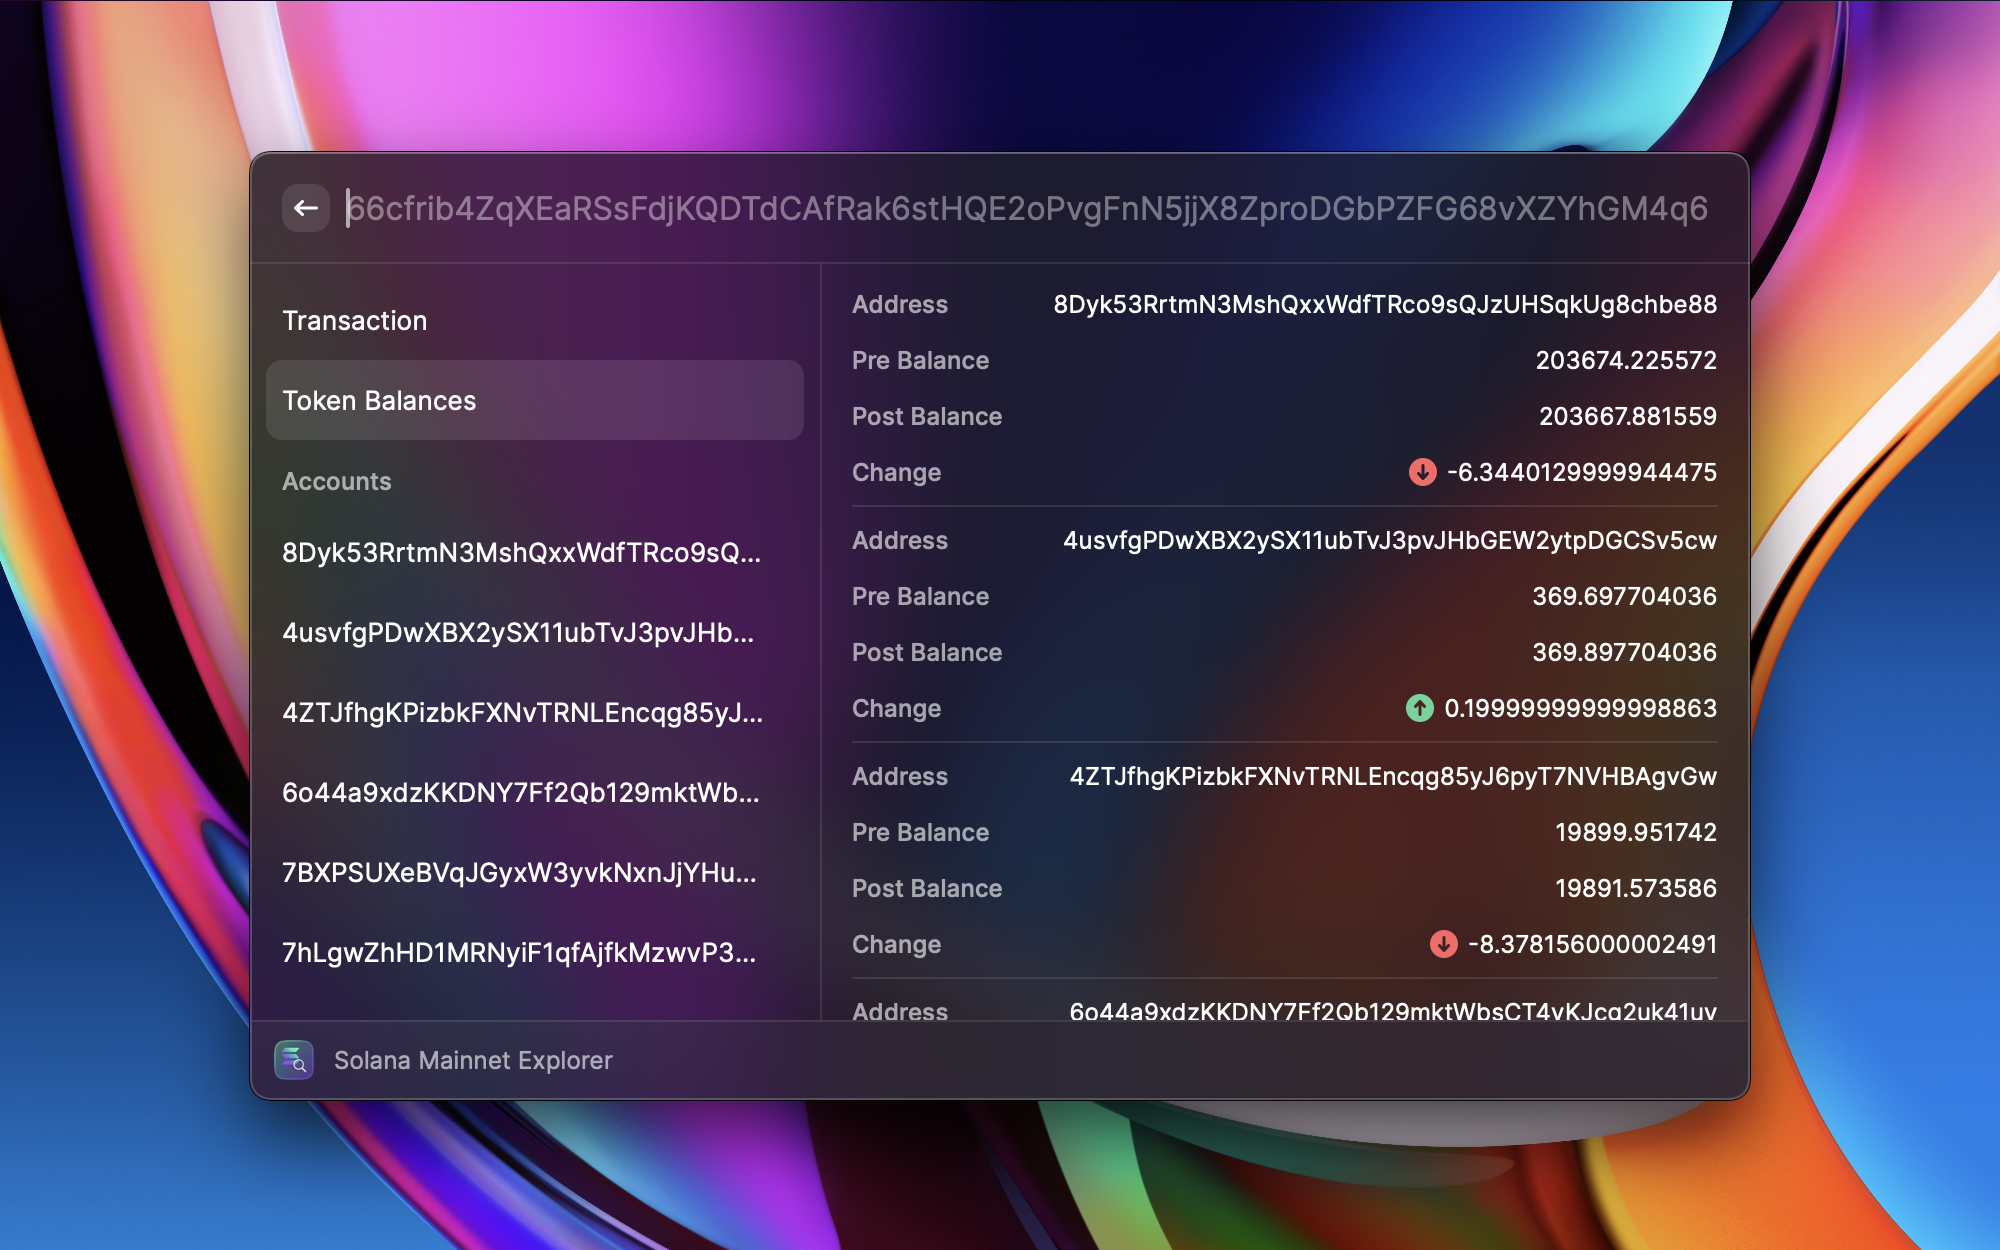 66cfrib4ZqXEaRSsFdjKQDTdCAfRak6stHQE2oPvgFnN5jjX8ZproDGbPZFG68vXZYhGM4q6
Transaction
Token Balances
Accounts
8Dyk53RrtmN3MshQxxWdfTRco9sQ...
4usvfgPDwXBX2ySX11ubTvJ3pvJHb...
4ZTJfhgKPizbkFXNvTRNLEncqg85yJ...
6o44a9xdzKKDNY7Ff2Qb129mktWb...
7BXPSUXeBVqJGyxW3yvkNxnJjYHu...
7hLgwZhHD1MRNyiF1qfAjfkMzwvP3...
Address 8Dyk53RrtmN3MshQxxWdfTRco9sQJzUHSqkUg8chbe88
Pre Balance 203674.225572
Post Balance 203667.881559
Change -6.3440129999944475
Address 4usvfgPDwXBX2ySX11ubTvJ3pvJHbGEW2ytpDGCSv5cw
Pre Balance 369.697704036
Post Balance 369.897704036
Change 0.19999999999998863
Address 4ZTJfhgKPizbkFXNvTRNLEncqg85yJ6pyT7NVHBAgvGw
Pre Balance 19899.951742
Post Balance 19891.573586
Change -8.378156000002491
Address 6o44a9xdzKKDNY7Ff2Qb129mktWbsCT4vKJcq2uk41uy
Solana Mainnet Explorer